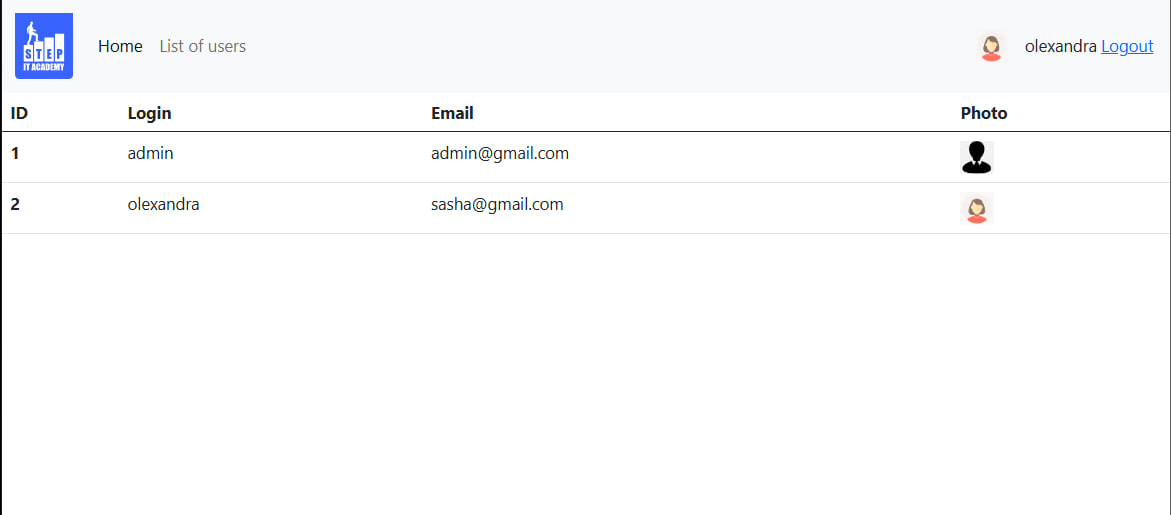 STEP
IT ACADEMY
Home List of users olexandra Logout
ID Login Email Photo
1 admin admin@gmail.com
2 olexandra sasha@gmail.com